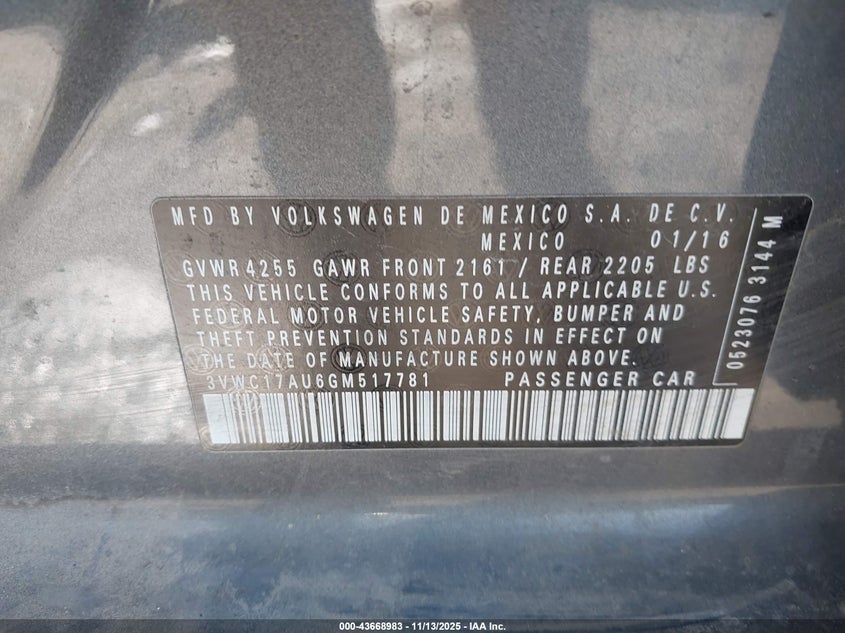 MFD BY VOLKSWAGEN DE MEXICO S.A. DE C.V.
MEXICO 01/16
GVWR 4255 GAWR FRONT 2161 / REAR 2205 LBS
THIS VEHICLE CONFORMS TO ALL APPLICABLE U.S.
FEDERAL MOTOR VEHICLE SAFETY, BUMPER AND
THEFT PREVENTION STANDARDS IN EFFECT ON
THE DATE OF MANUFACTURE SHOWN ABOVE.
3VWC17AU6GM517781 PASSENGER CAR
0523076 3144 M
000-43668983 - 11/13/2025 - IAA Inc.